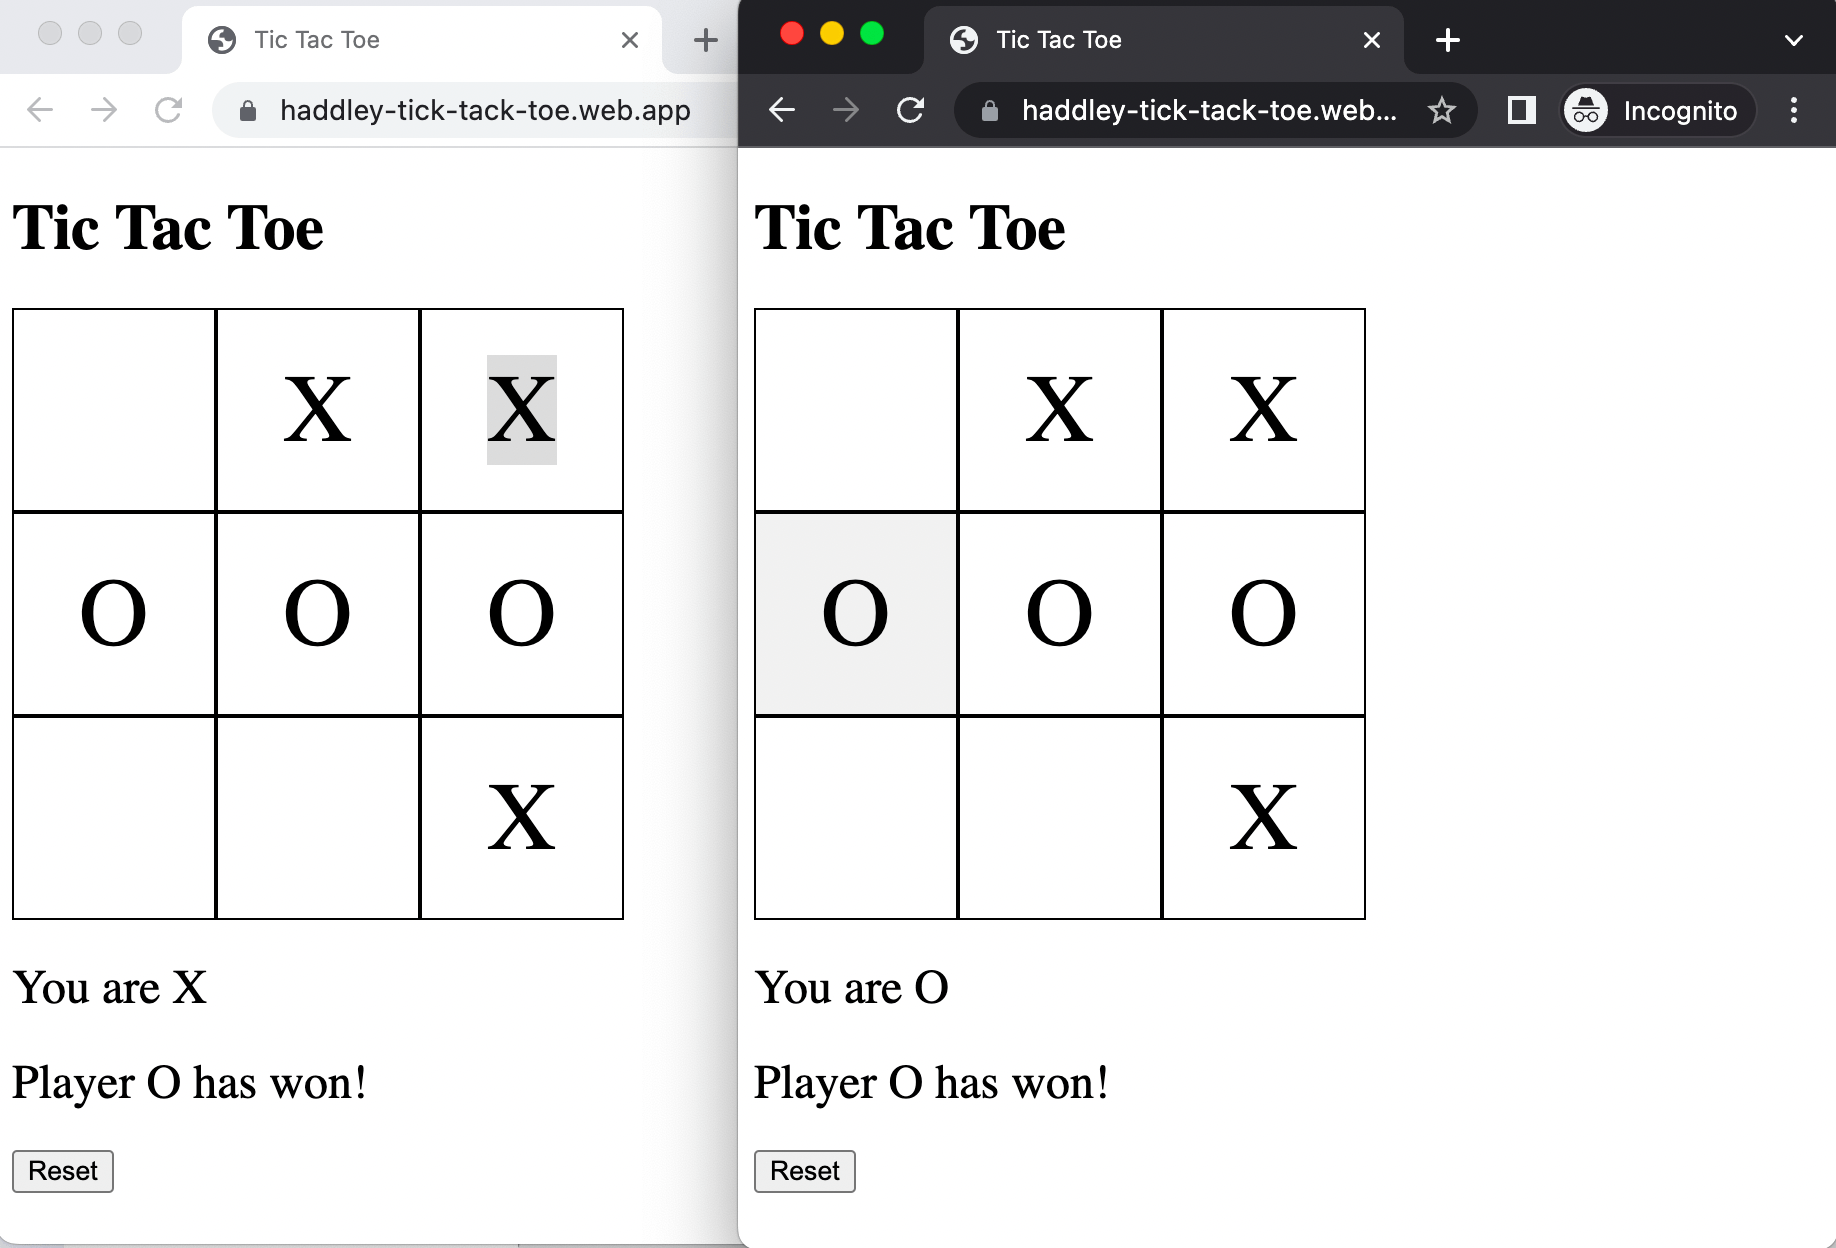 Tic Tac Toe
haddley-tick-tack-toe.web.app
Tic Tac Toe
X X
O O O
X
You are X
Player O has won!
Reset
Tic Tac Toe
haddley-tick-tack-toe.web...
Incognito
Tic Tac Toe
X X
O O O
X
You are O
Player O has won!
Reset